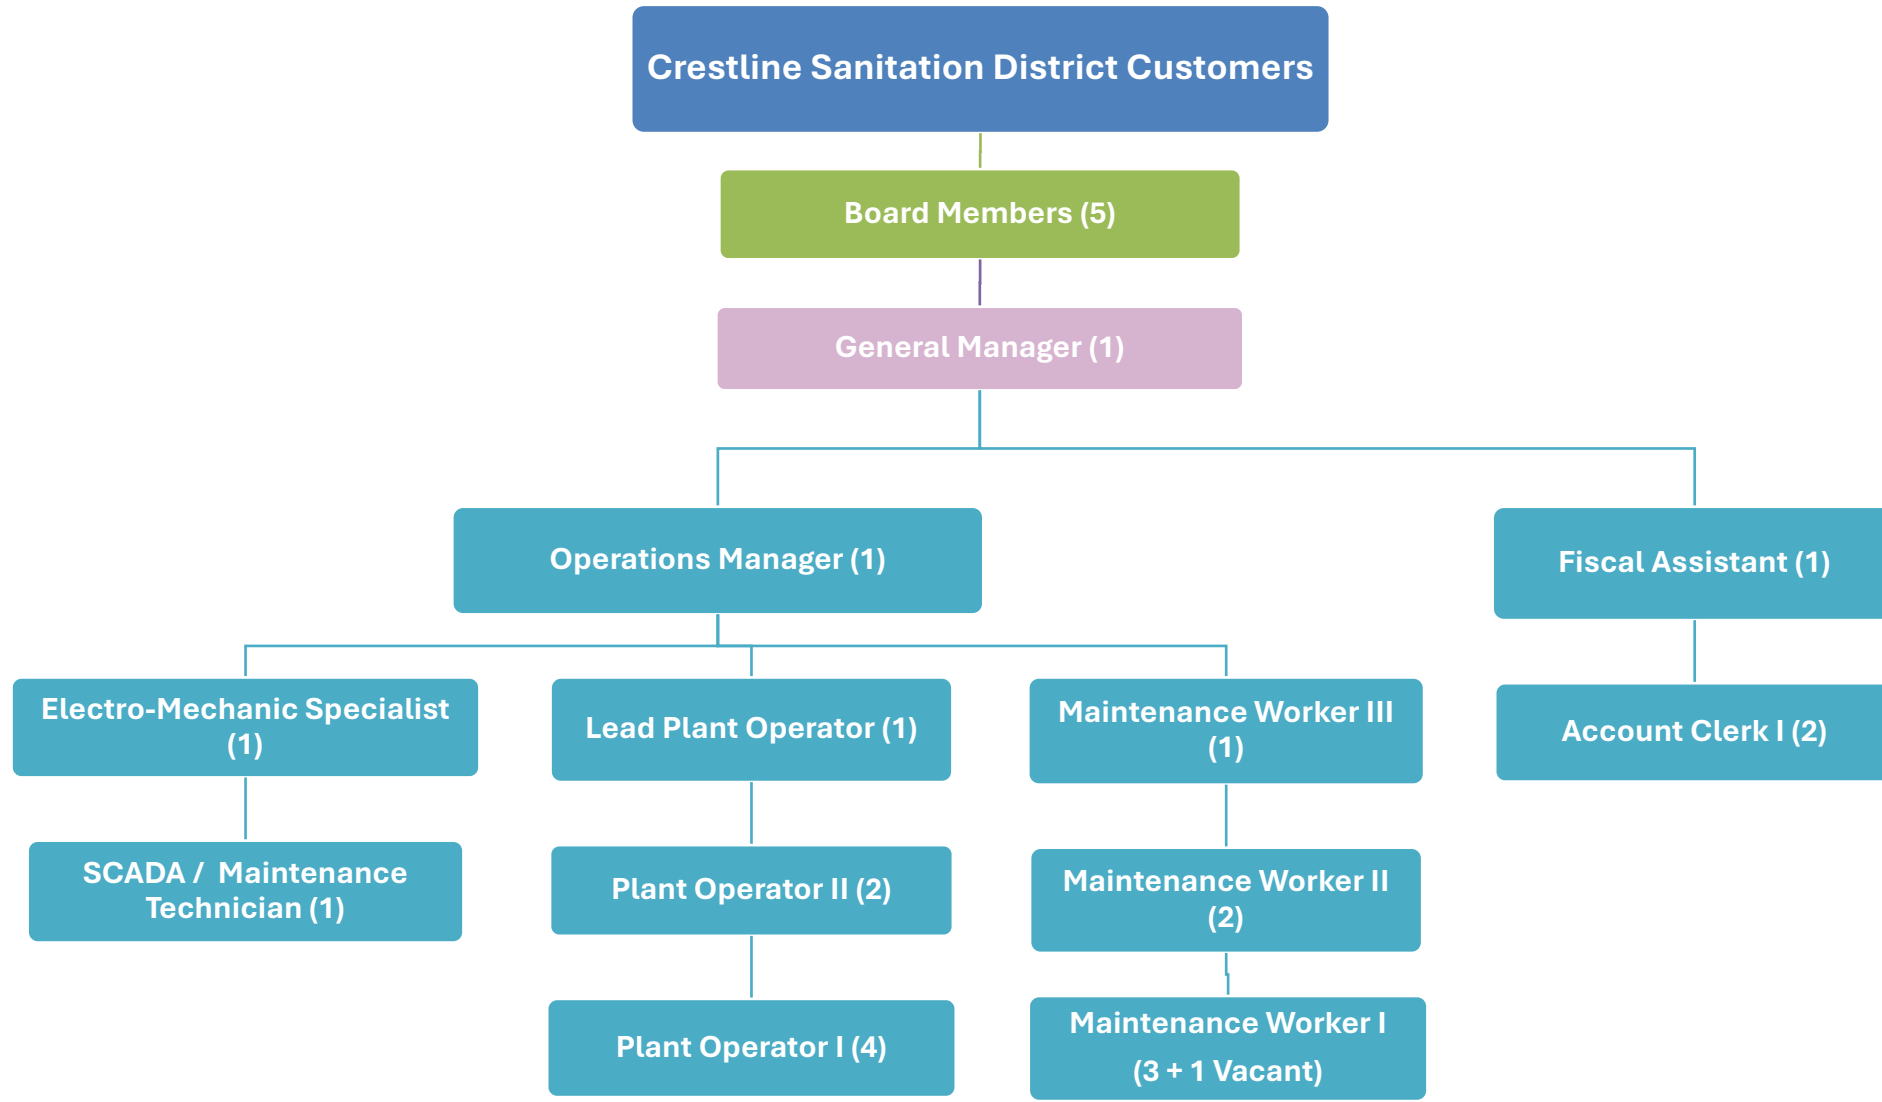 Crestline Sanitation District Customers
Board Members (5)
General Manager (1)
Operations Manager (1)
Fiscal Assistant (1)
Electro-Mechanic Specialist
(1)
Lead Plant Operator (1)
Maintenance Worker III
(1)
Account Clerk I (2)
SCADA /  Maintenance
Technician (1)
Plant Operator II (2)
Maintenance Worker II
(2)
Plant Operator I (4)
Maintenance Worker I
(3 + 1 Vacant)